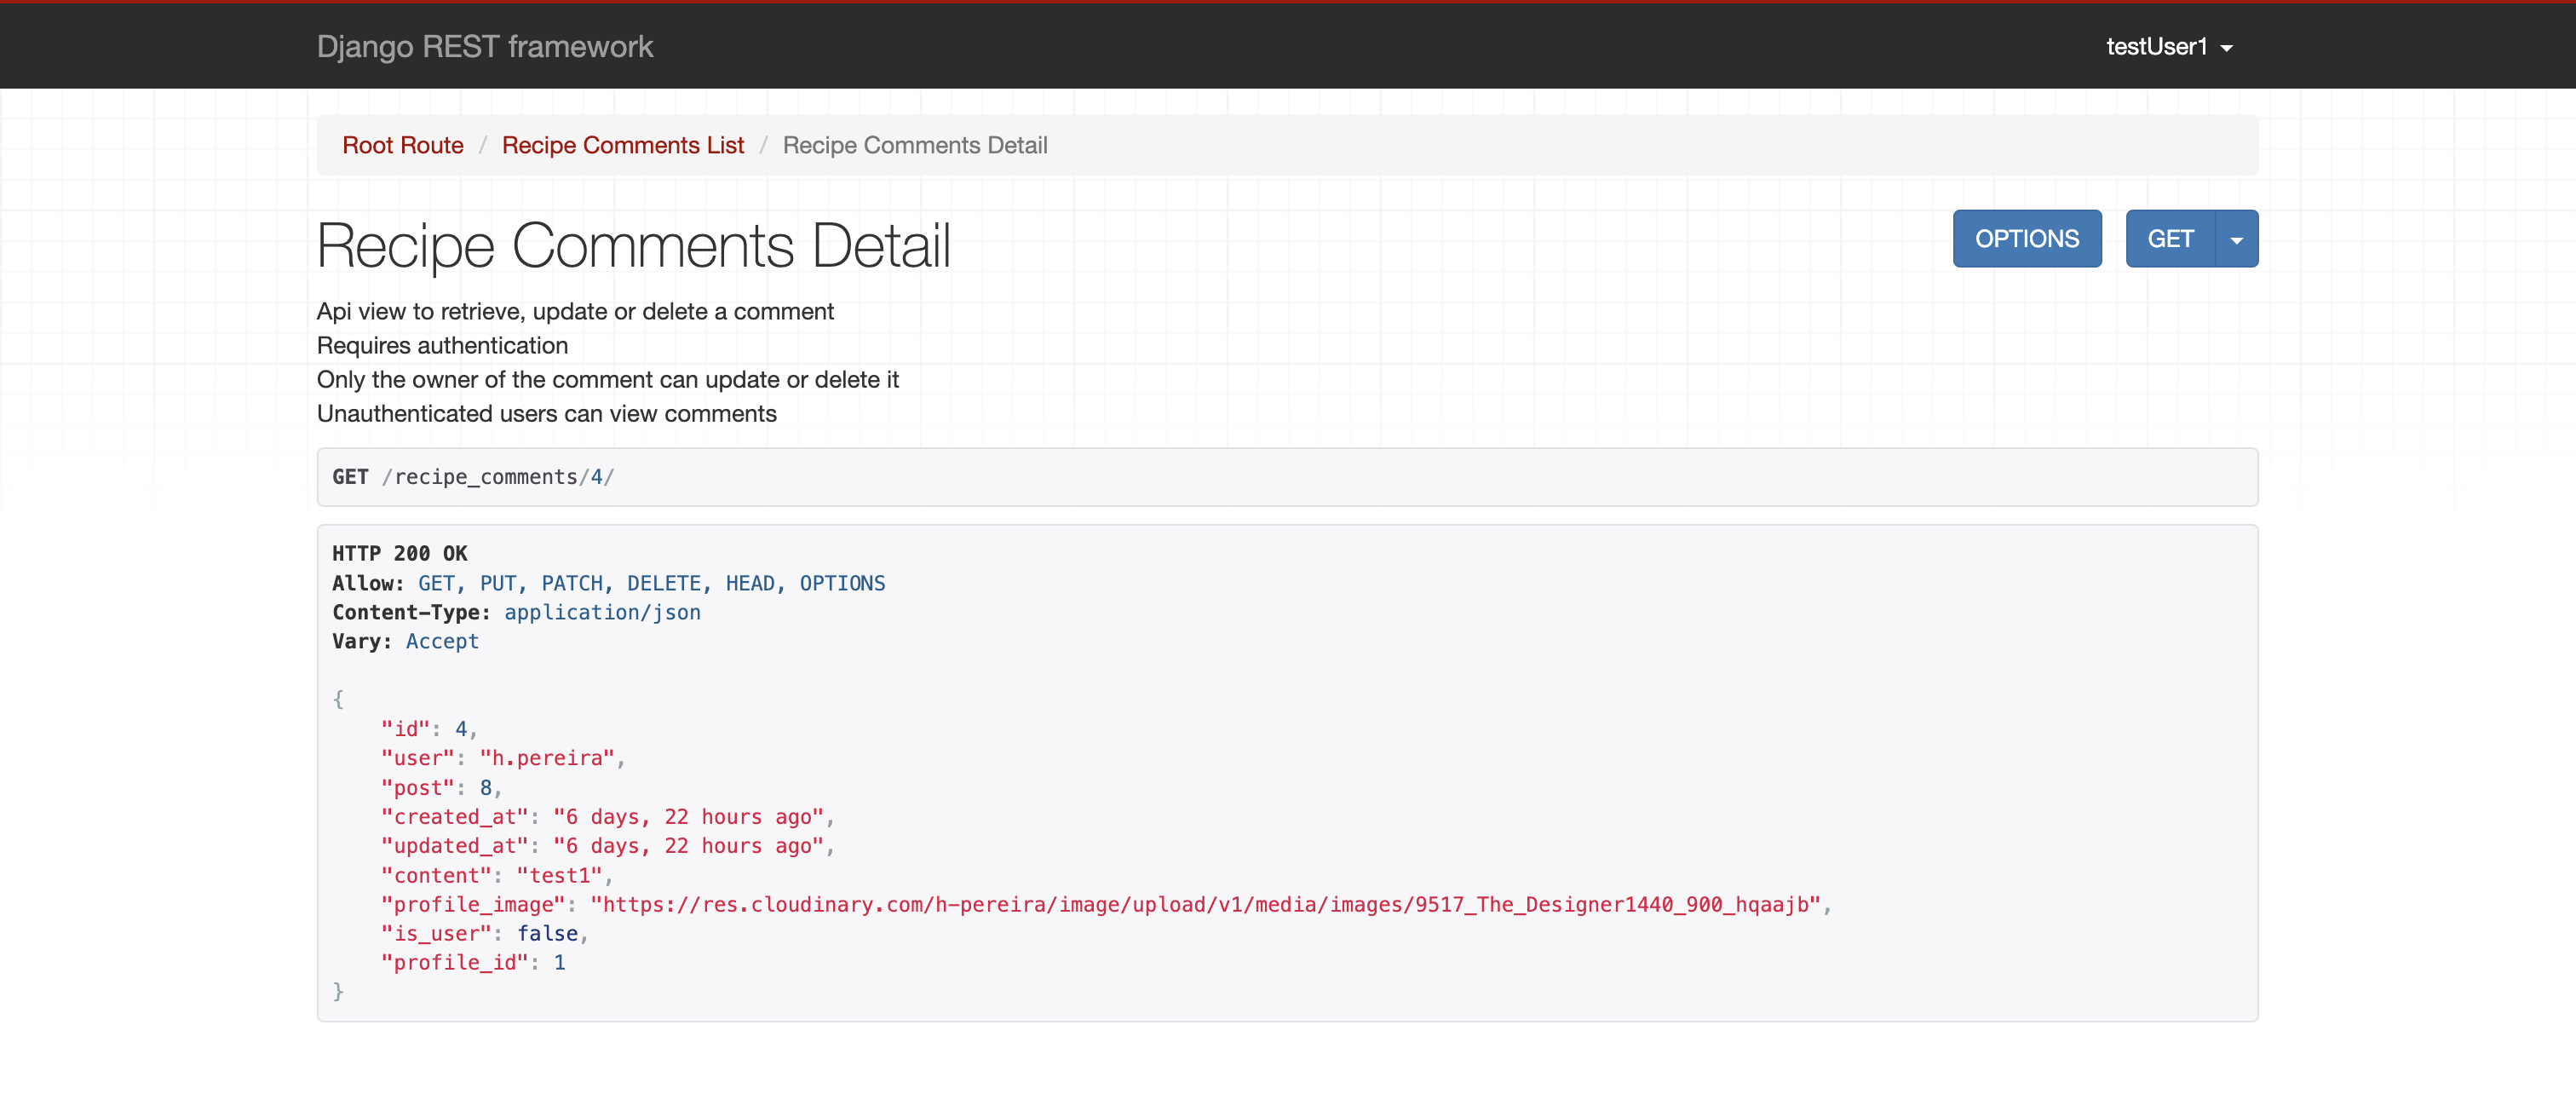 Django REST framework
testUser1
Root Route / Recipe Comments List / Recipe Comments Detail
Recipe Comments Detail
OPTIONS
GET
Api view to retrieve, update or delete a comment
Requires authentication
Only the owner of the comment can update or delete it
Unauthenticated users can view comments
GET /recipe_comments/4/
HTTP 200 OK
Allow: GET, PUT, PATCH, DELETE, HEAD, OPTIONS
Content-Type: application/json
Vary: Accept
{
    "id": 4,
    "user": "h.pereira",
    "post": 8,
    "created_at": "6 days, 22 hours ago",
    "updated_at": "6 days, 22 hours ago",
    "content": "test1",
    "profile_image": "https://res.cloudinary.com/h-pereira/image/upload/v1/media/images/9517_The_Designer1440_900_hqaajb",
    "is_user": false,
    "profile_id": 1
}